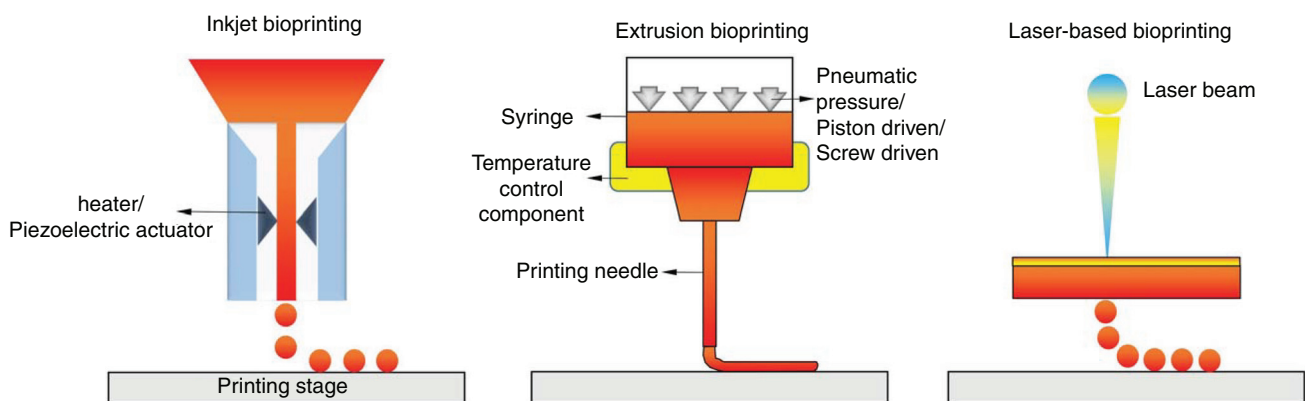 Inkjet bioprinting
heater/
Piezoelectric actuator
Printing stage
Extrusion bioprinting
Pneumatic
pressure/
Piston driven/
Screw driven
Syringe
Temperature
control
component
Printing needle
Laser-based bioprinting
Laser beam